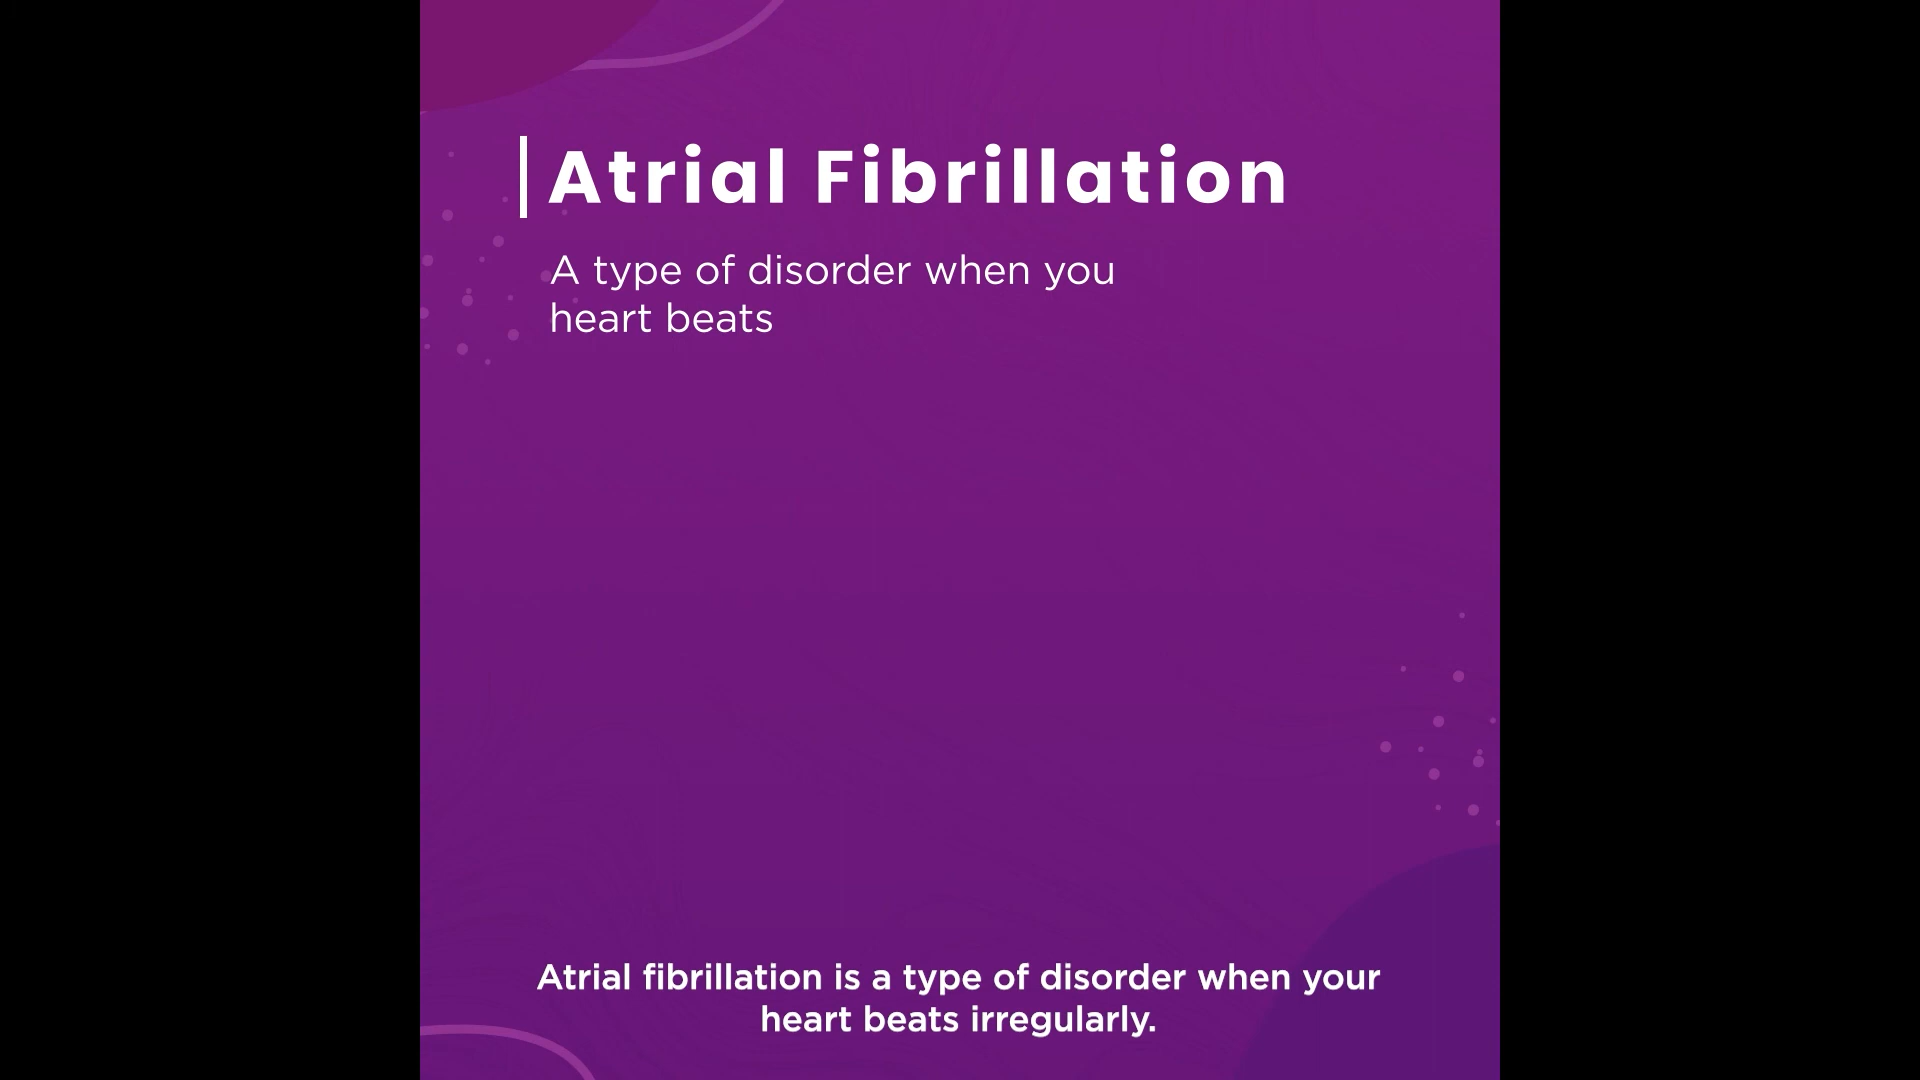 Atrial Fibrillation
A type of disorder when you
heart beats
Atrial fibrillation is a type of disorder when your
heart beats irregularly.